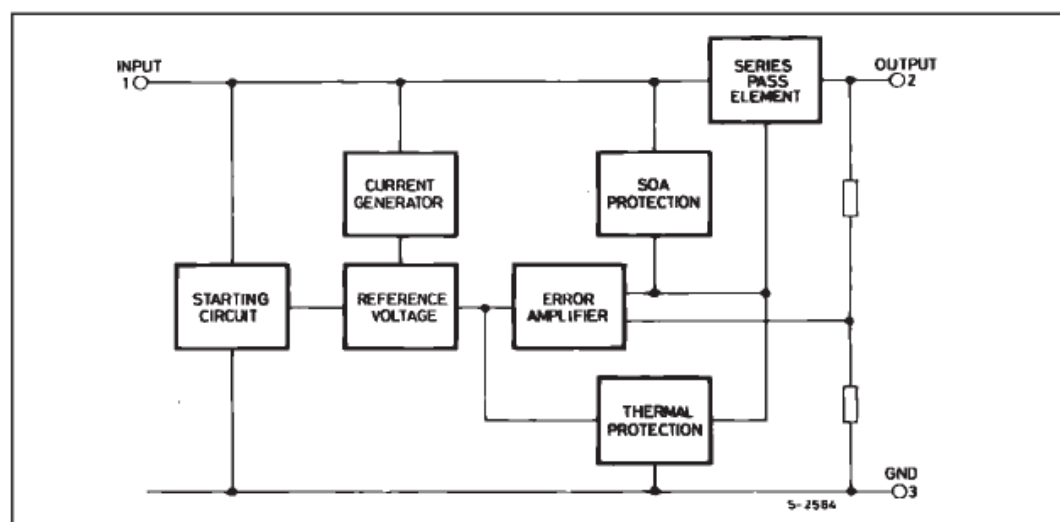 INPUT
1
SERIES
PASS
ELEMENT
OUTPUT
2
CURRENT
GENERATOR
SOA
PROTECTION
STARTING
CIRCUIT
REFERENCE
VOLTAGE
ERROR
AMPLIFIER
THERMAL
PROTECTION
GND
3
S-2564